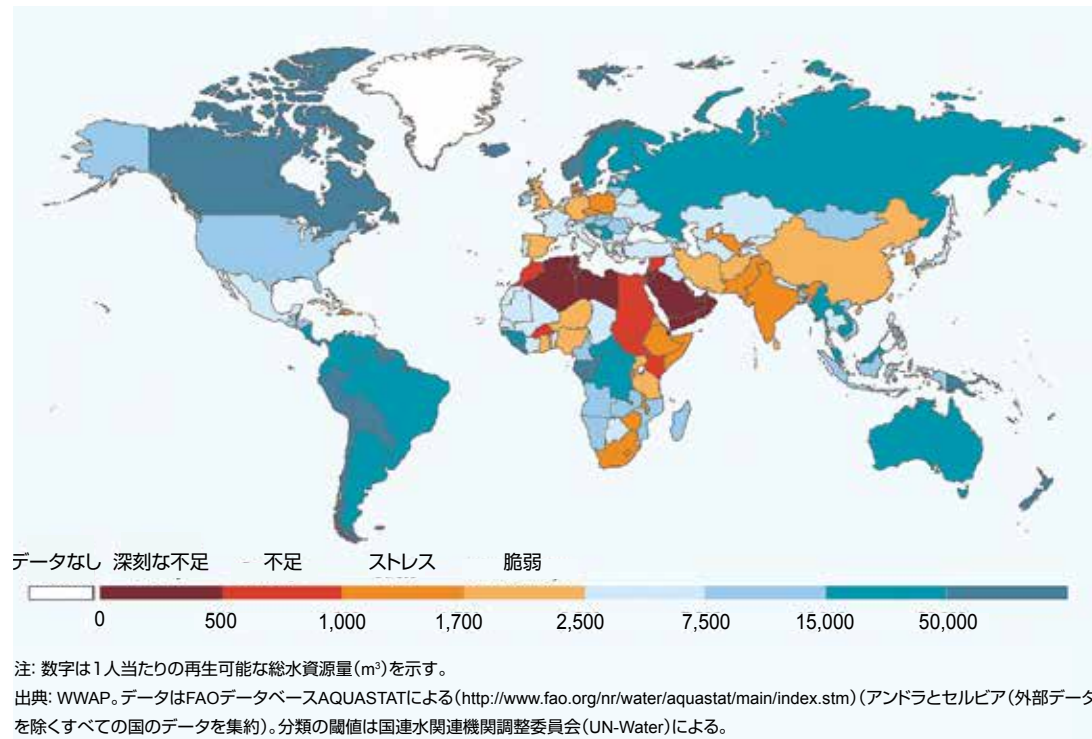 データなし 深刻な不足 不足 ストレス 脆弱
0 500 1,000 1,700 2,500 7,500 15,000 50,000
注: 数字は1人当たりの再生可能な総水資源量(m³)を示す。
出典: WWAP。データはFAOデータベースAQUASTATによる(http://www.fao.org/nr/water/aquastat/main/index.stm)(アンドラとセルビア(外部データ)
を除くすべての国のデータを集約)。分類の閾値は国連水関連機関調整委員会(UN-Water)による。